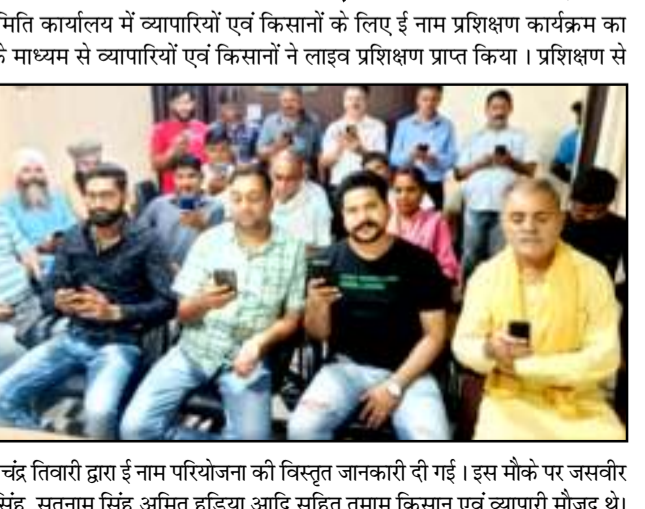 मिति कार्यालय में व्यापारियों एवं किसानों के लिए ई नाम प्रशिक्षण कार्यक्रम का
के माध्यम से व्यापारियों एवं किसानों ने लाइव प्रशिक्षण प्राप्त किया । प्रशिक्षण से
चंद्र तिवारी द्वारा ई नाम परियोजना की विस्तृत जानकारी दी गई । इस मौके पर जसवीर
सिंह, सतनाम सिंह अमित हुडिया आदि सहित तमाम किसान एवं व्यापारी मौजूद थे।